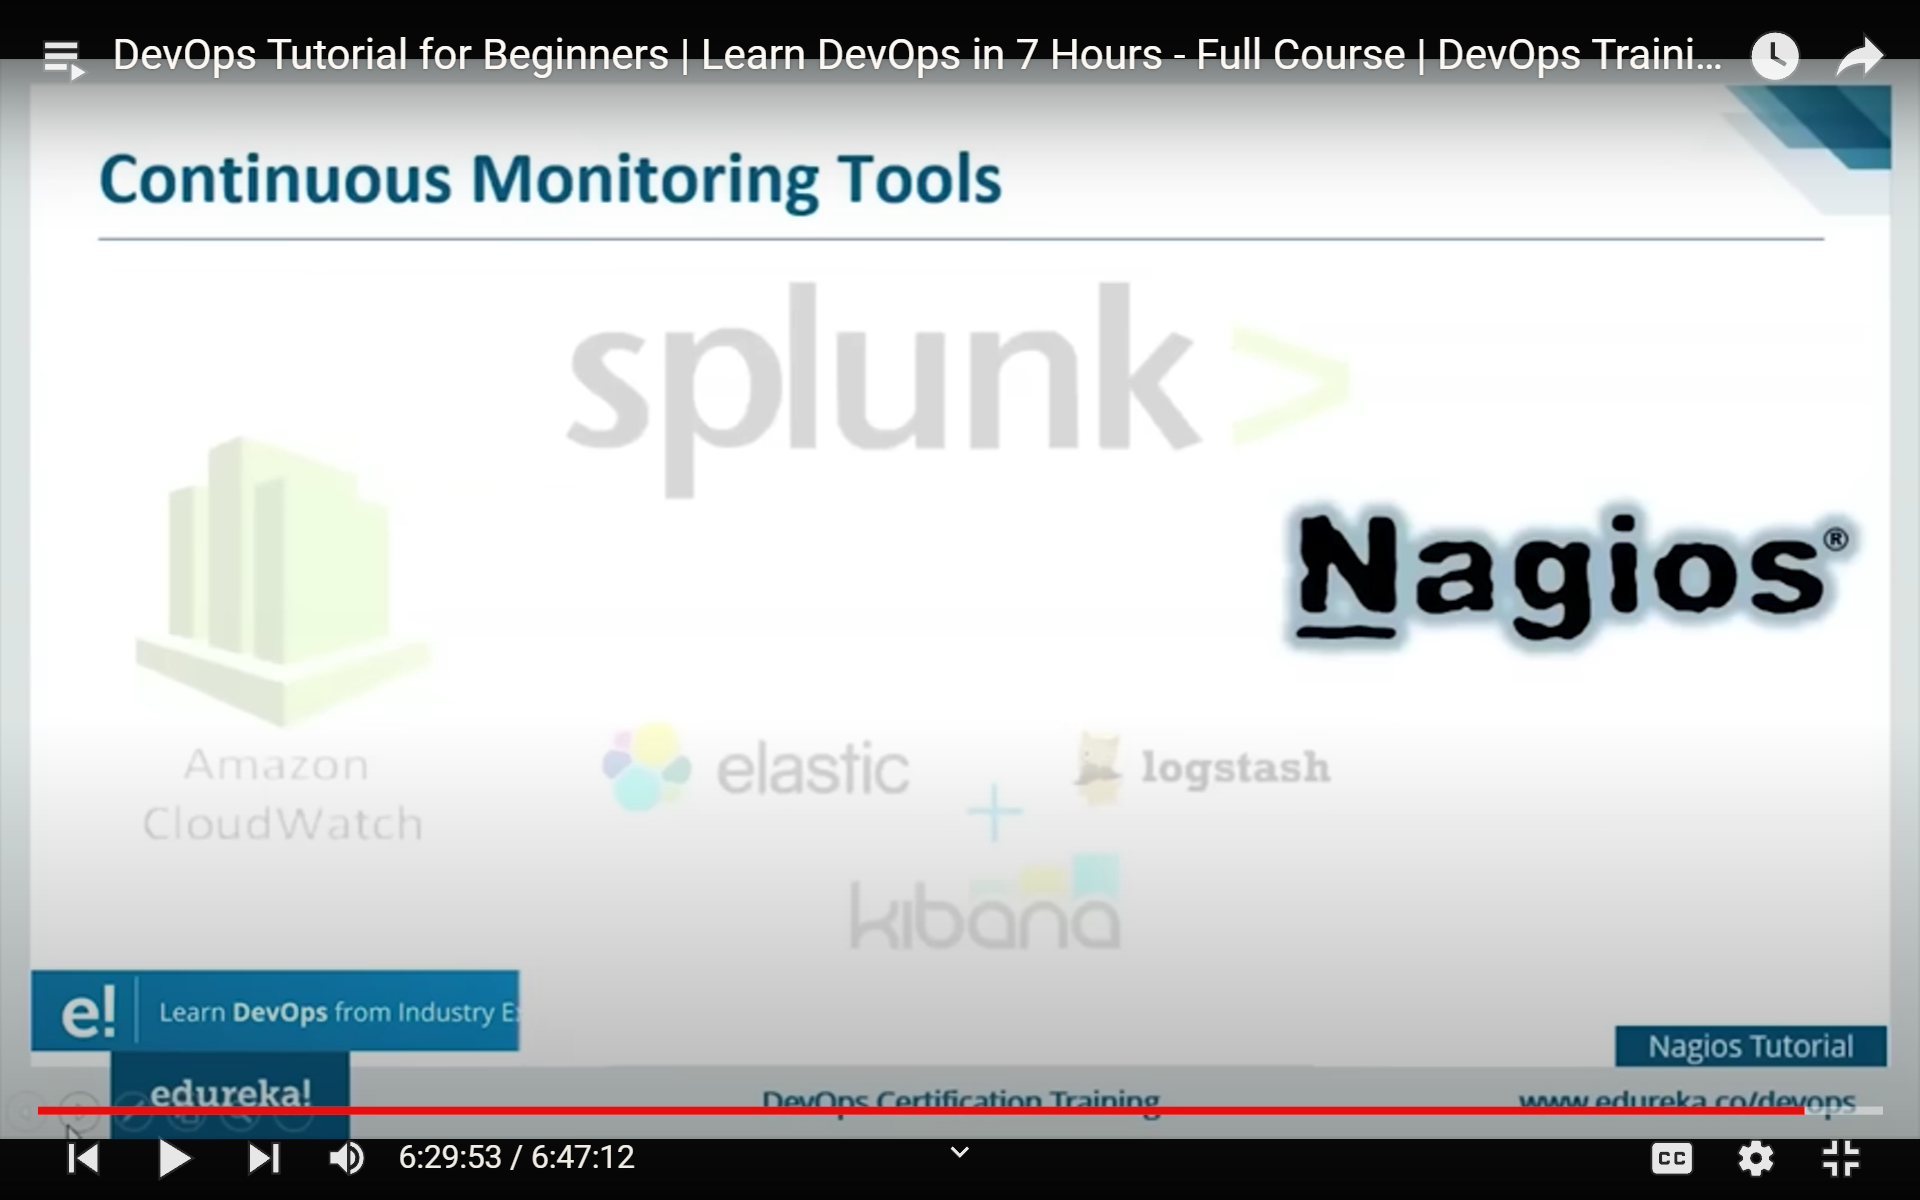 DevOps Tutorial for Beginners | Learn DevOps in 7 Hours - Full Course | DevOps Traini...
Continuous Monitoring Tools
splunk>
Nagios®
Amazon
CloudWatch
elastic
+
logstash
kibana
e! Learn DevOps from Industry E
Nagios Tutorial
edureka!
DevOps Certification Training
www.edureka.co/devops
6:29:53 / 6:47:12
CC